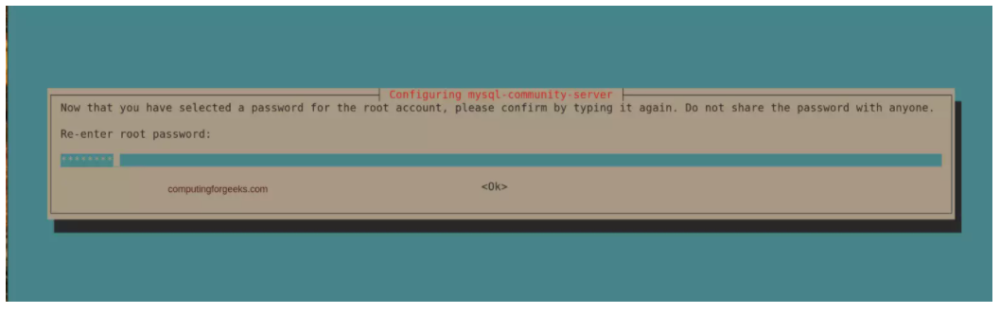 Configuring mysql-community-server
Now that you have selected a password for the root account, please confirm by typing it again. Do not share the password with anyone.
Re-enter root password:
********
<Ok>
computingforgeeks.com